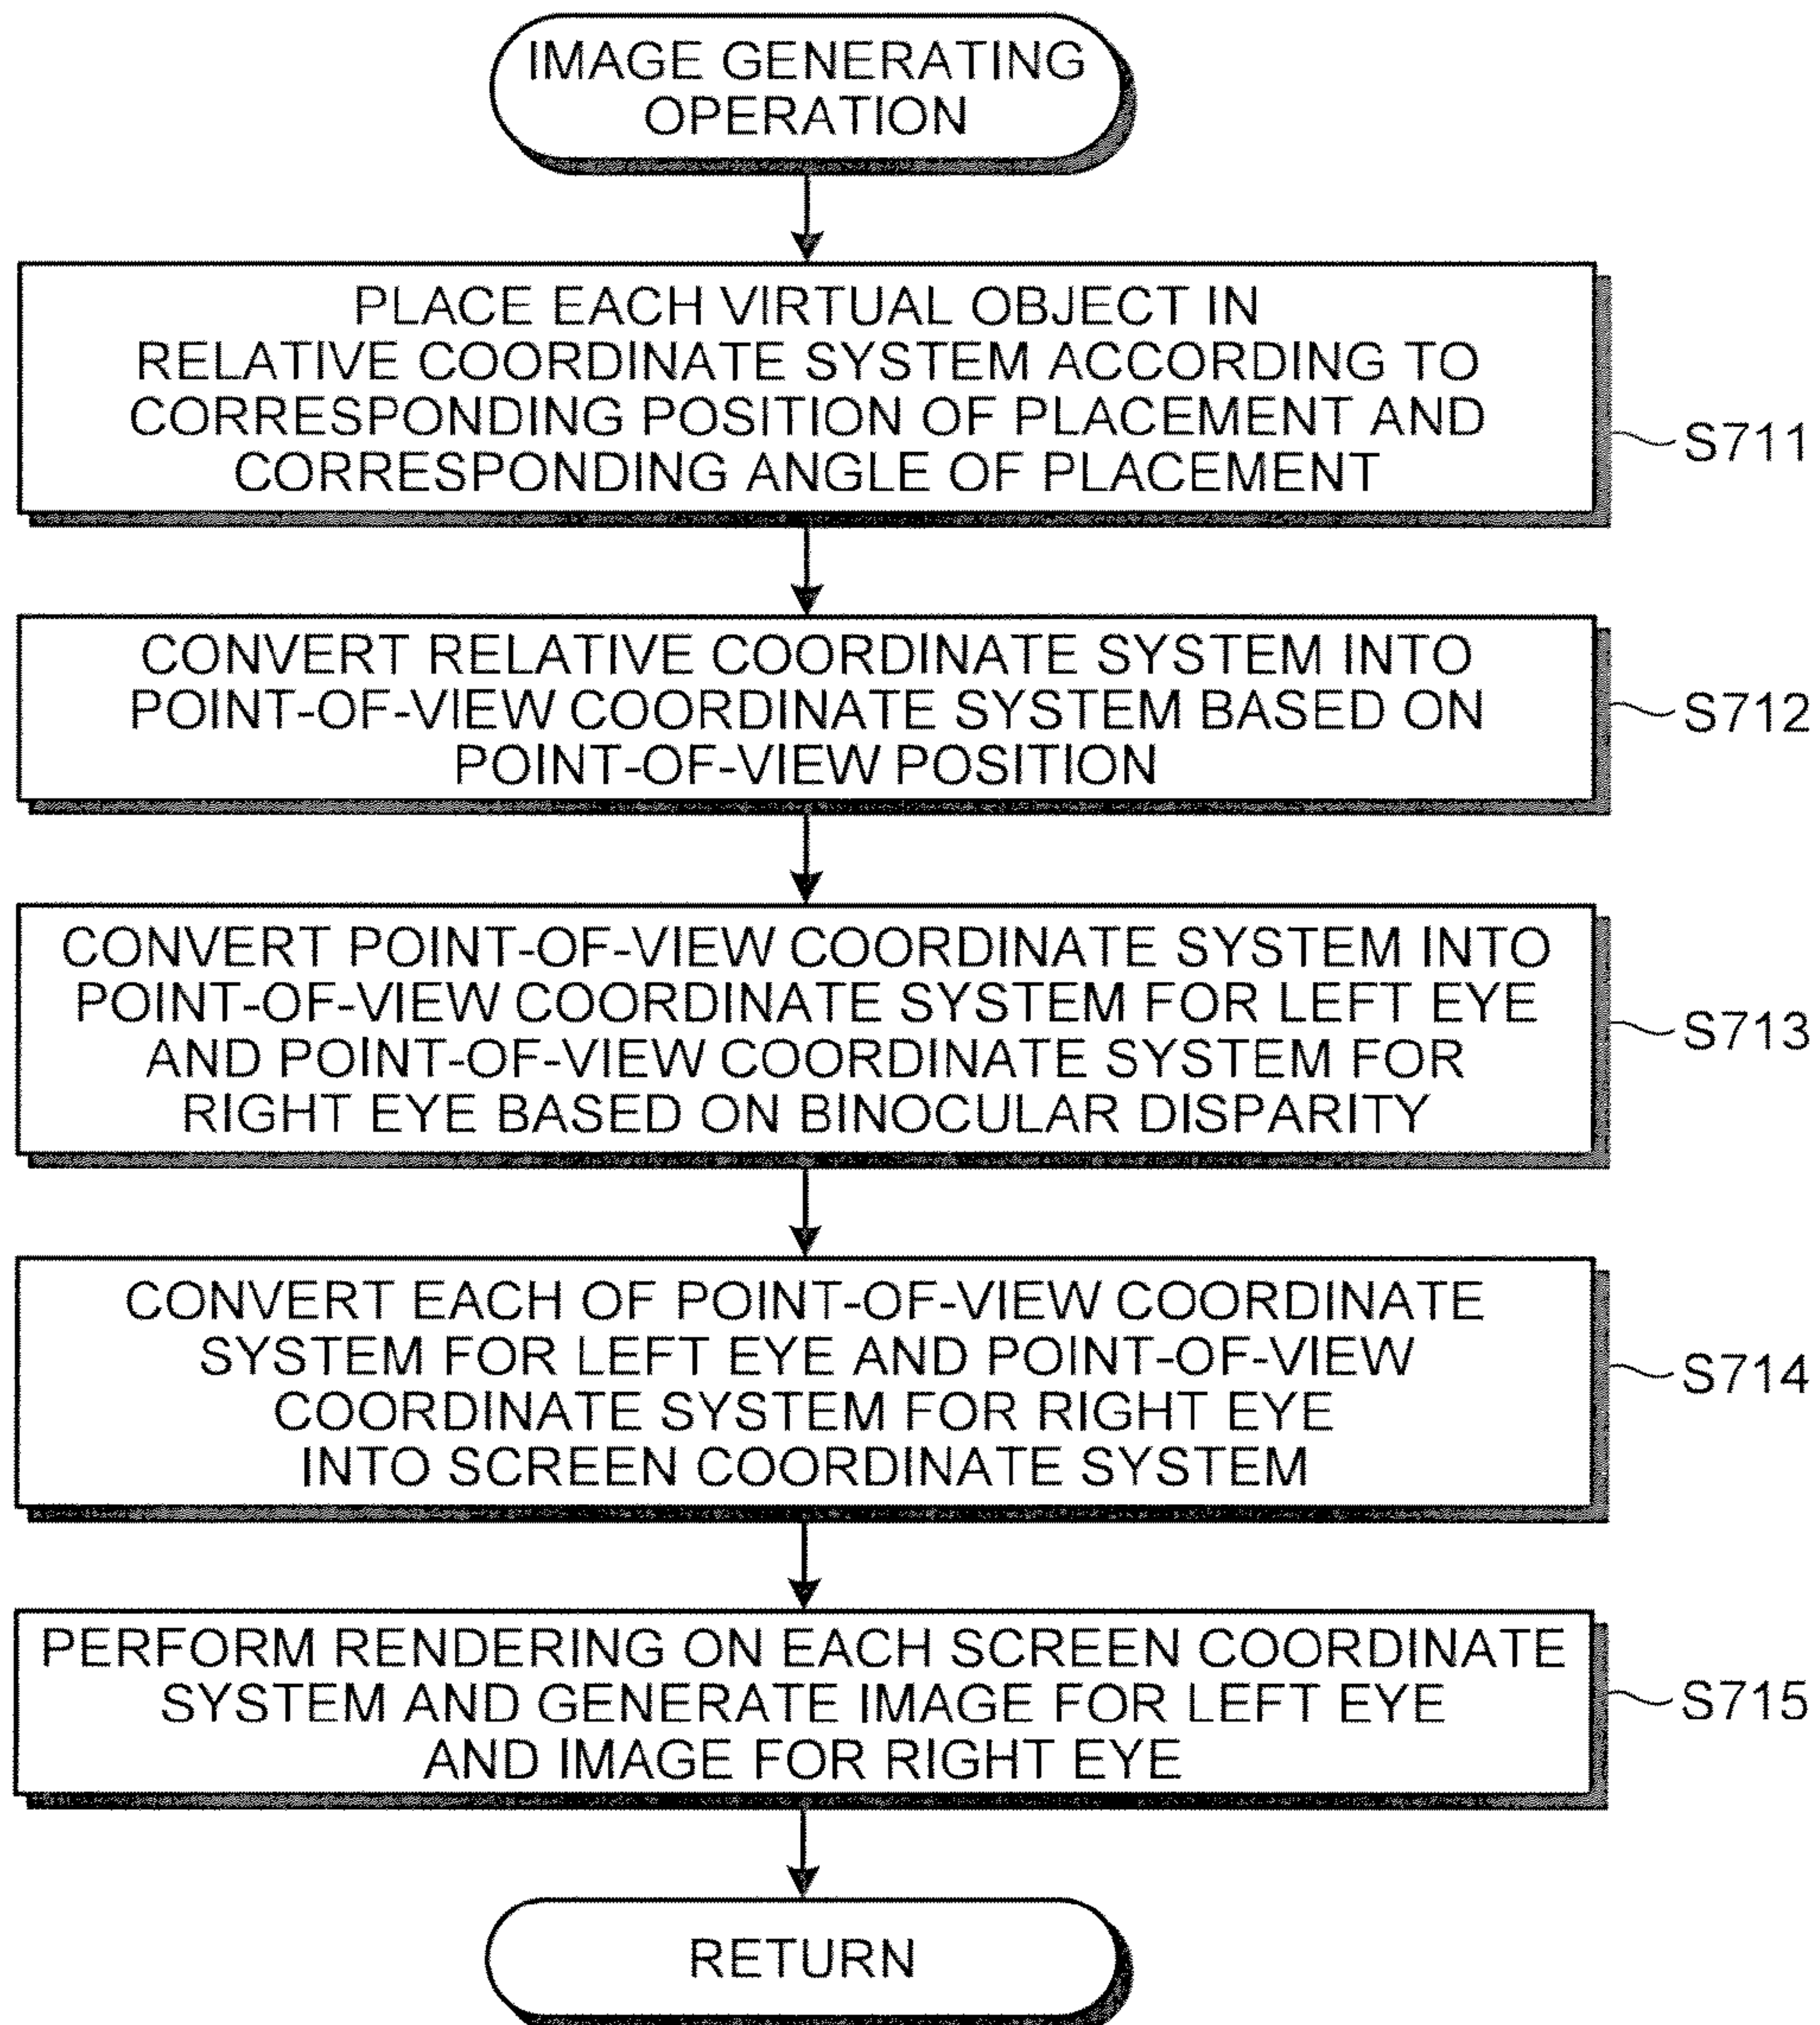 IMAGE GENERATING
OPERATION
PLACE EACH VIRTUAL OBJECT IN
RELATIVE COORDINATE SYSTEM ACCORDING TO
CORRESPONDING POSITION OF PLACEMENT AND
CORRESPONDING ANGLE OF PLACEMENT
S711
CONVERT RELATIVE COORDINATE SYSTEM INTO
POINT-OF-VIEW COORDINATE SYSTEM BASED ON
POINT-OF-VIEW POSITION
S712
CONVERT POINT-OF-VIEW COORDINATE SYSTEM INTO
POINT-OF-VIEW COORDINATE SYSTEM FOR LEFT EYE
AND POINT-OF-VIEW COORDINATE SYSTEM FOR
RIGHT EYE BASED ON BINOCULAR DISPARITY
S713
CONVERT EACH OF POINT-OF-VIEW COORDINATE
SYSTEM FOR LEFT EYE AND POINT-OF-VIEW
COORDINATE SYSTEM FOR RIGHT EYE
INTO SCREEN COORDINATE SYSTEM
S714
PERFORM RENDERING ON EACH SCREEN COORDINATE
SYSTEM AND GENERATE IMAGE FOR LEFT EYE
AND IMAGE FOR RIGHT EYE
S715
RETURN